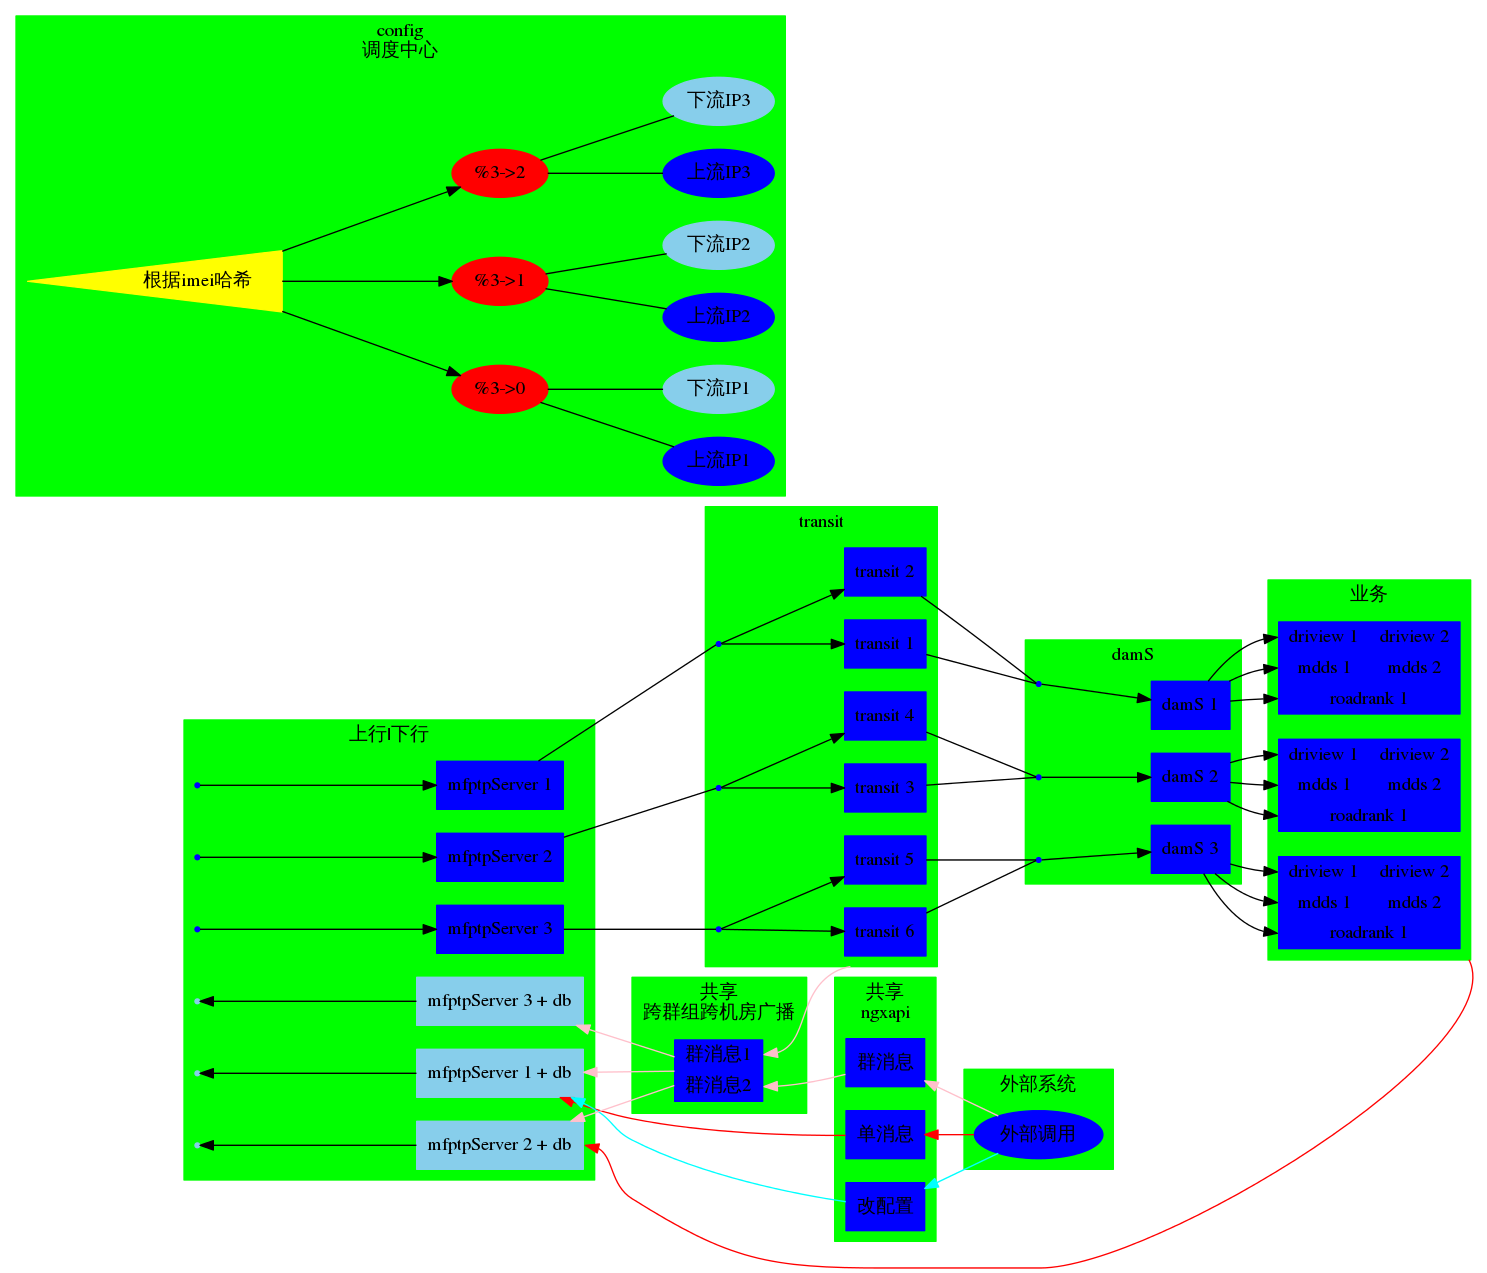 config
调度中心
下流IP3
%3->2
上流IP3
下流IP2
根据imei哈希
%3->1
上流IP2
%3->0
下流IP1
上流IP1
transit
transit 2
transit 1
transit 4
transit 3
transit 5
transit 6
damS
damS 1
damS 2
damS 3
业务
driview 1 driview 2
mdds 1 mdds 2
roadrank 1
driview 1 driview 2
mdds 1 mdds 2
roadrank 1
driview 1 driview 2
mdds 1 mdds 2
roadrank 1
上行|下行
mfptpServer 1
mfptpServer 2
mfptpServer 3
mfptpServer 3 + db
mfptpServer 1 + db
mfptpServer 2 + db
共享
跨群组跨机房广播
群消息1
群消息2
共享
ngxapi
群消息
单消息
改配置
外部系统
外部调用